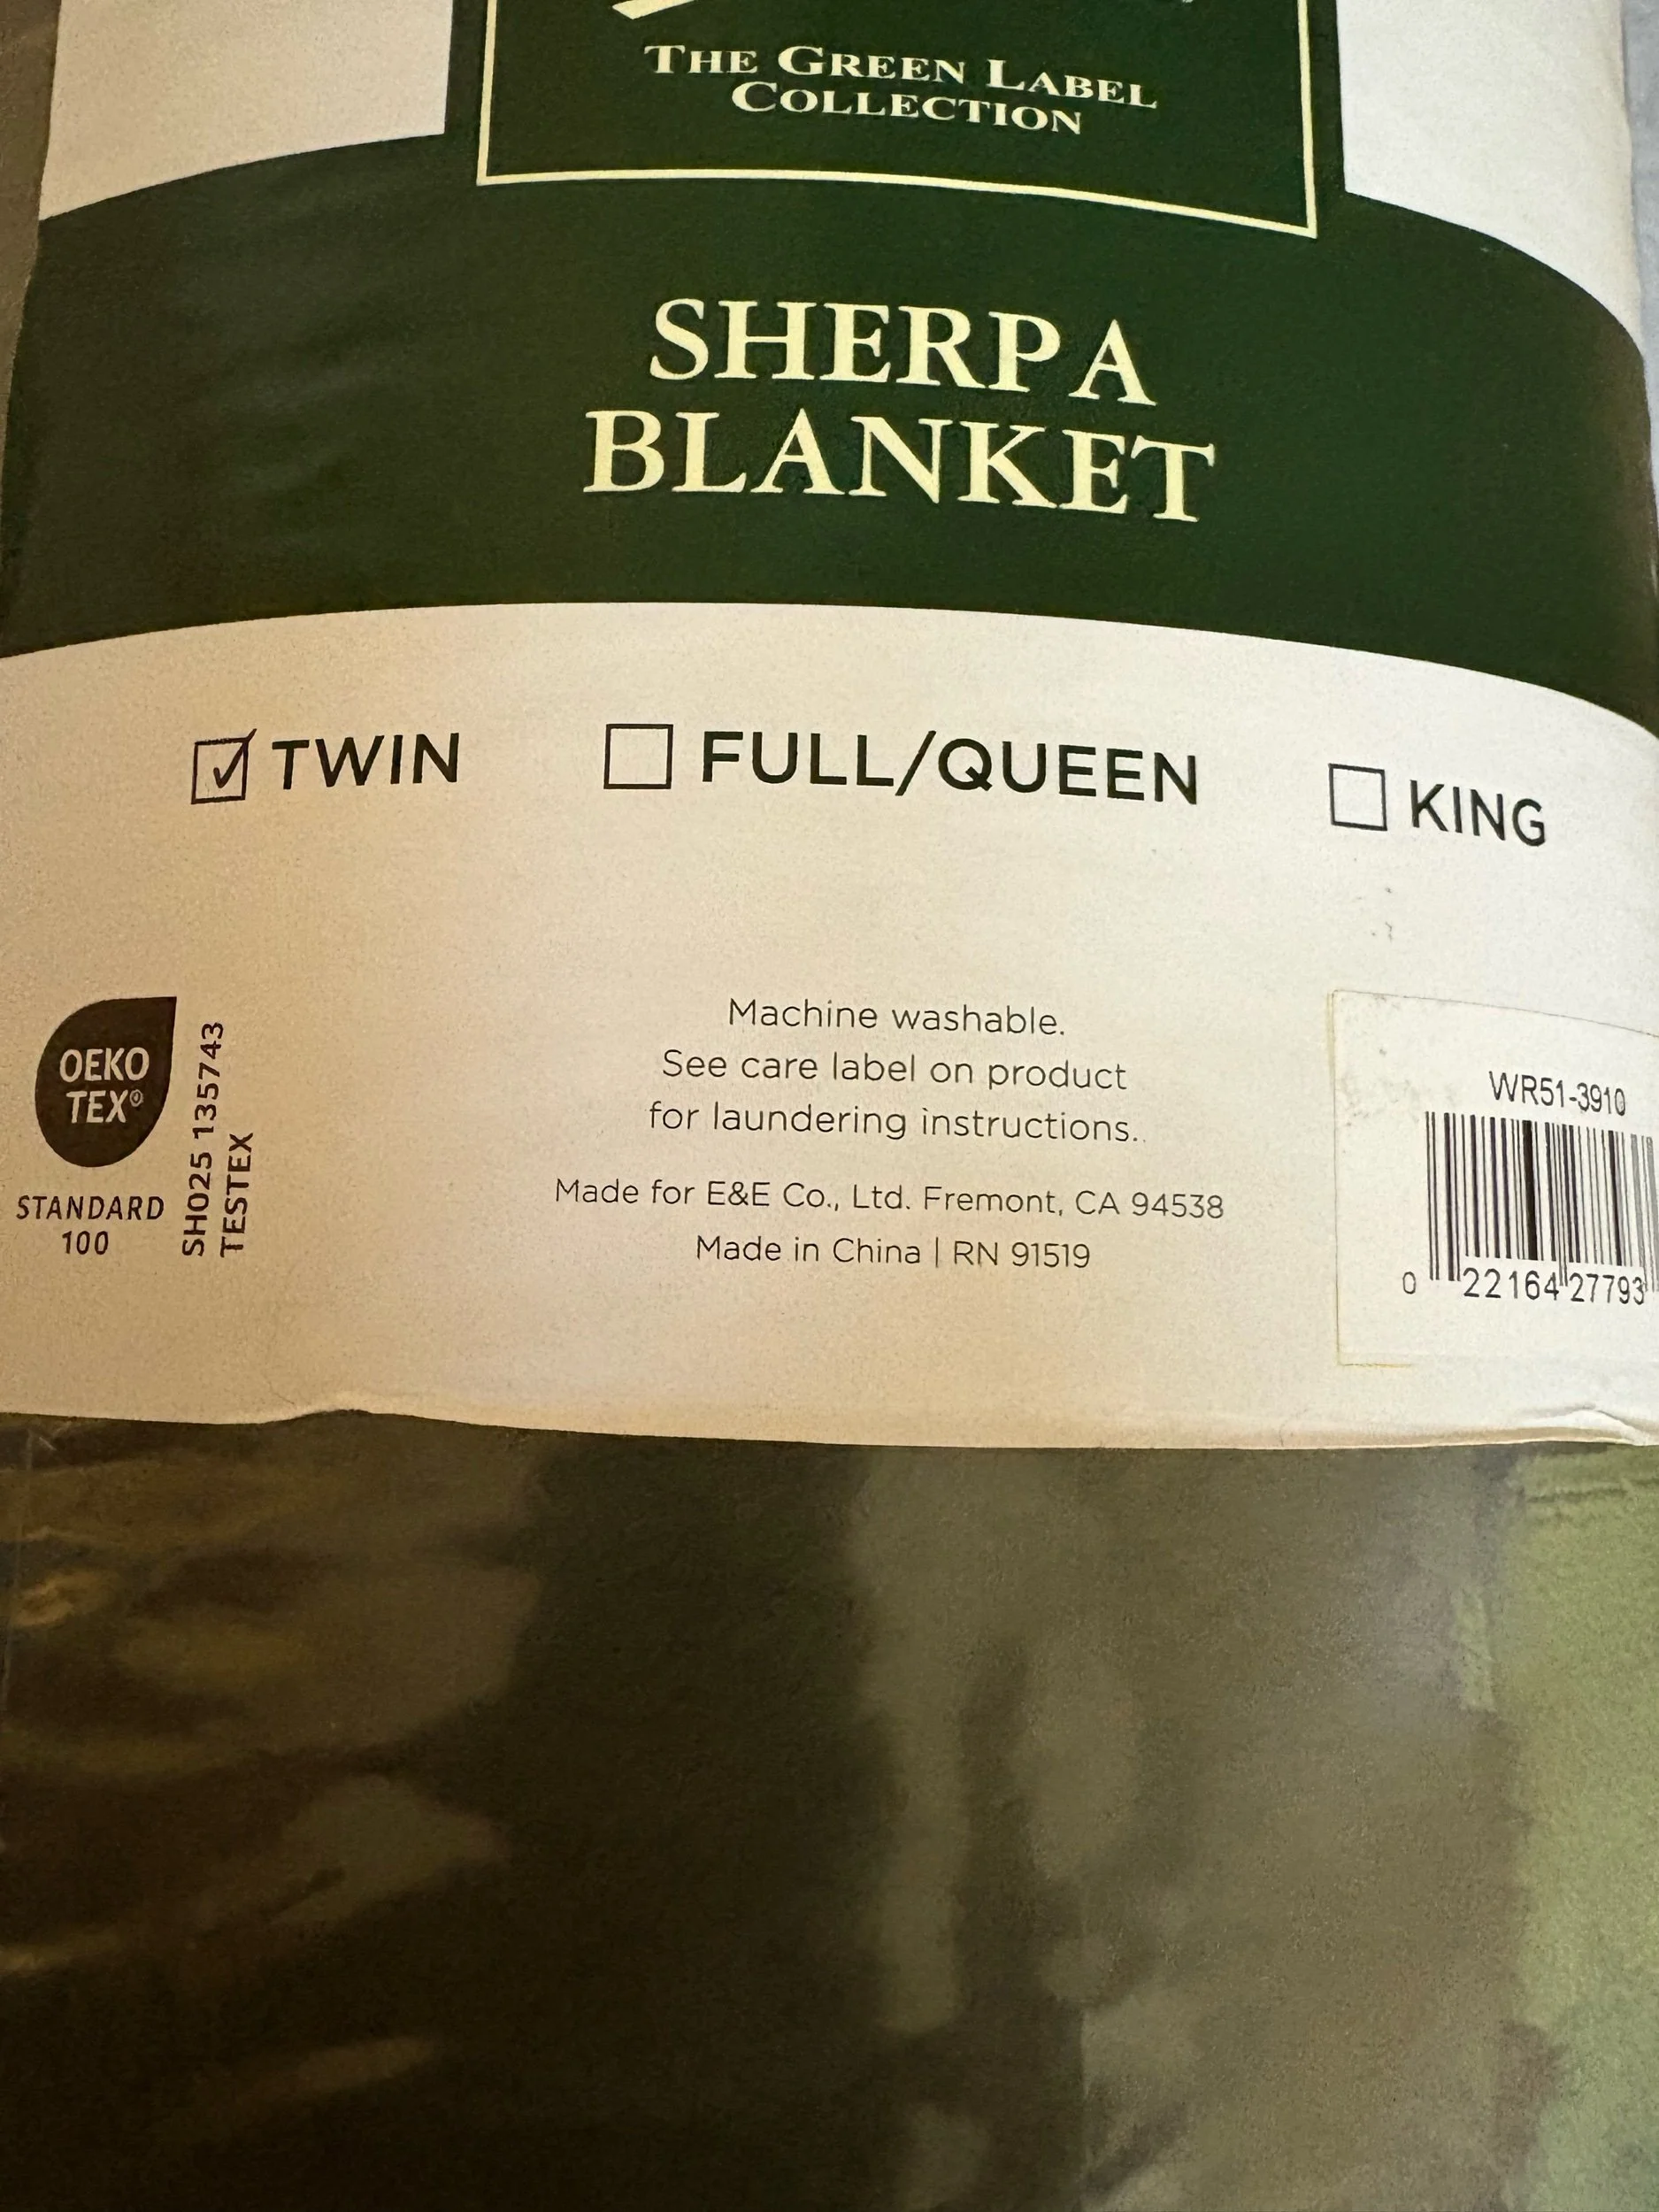 THE GREEN LABEL
COLLECTION
SHERPA
BLANKET
TWIN
FULL/QUEEN
KING
OEKO
TEX®
STANDARD
100
SH025 135743
TESTEX
Machine washable.
See care label on product
for laundering instructions.
Made for E&E Co., Ltd. Fremont, CA 94538
Made in China | RN 91519
WR51-3910
0 22164 27793